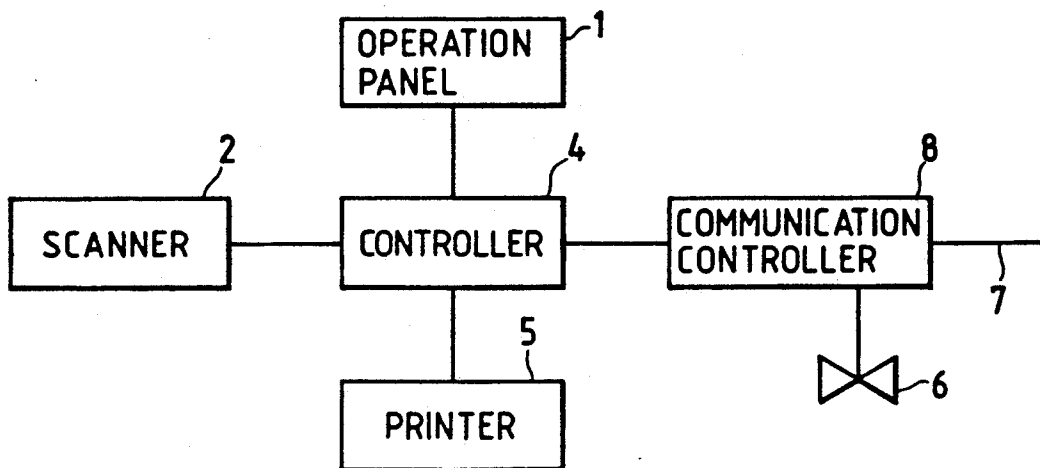 1
OPERATION
PANEL
2
4
8
SCANNER
CONTROLLER
COMMUNICATION
CONTROLLER
7
5
6
PRINTER